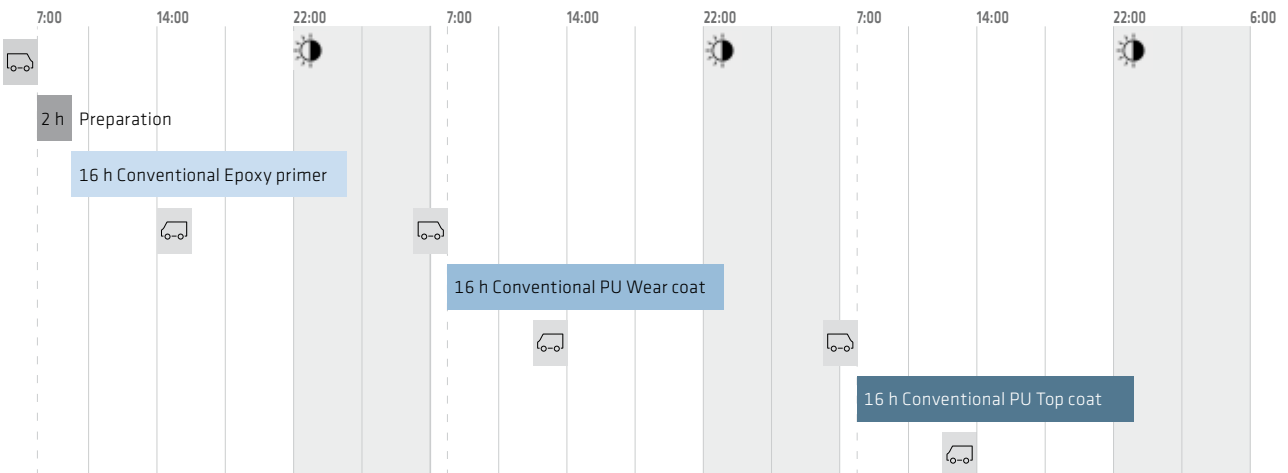 7:00 14:00 22:00 7:00 14:00 22:00 7:00 14:00 22:00 6:00
2 h Preparation
16 h Conventional Epoxy primer
16 h Conventional PU Wear coat
16 h Conventional PU Top coat